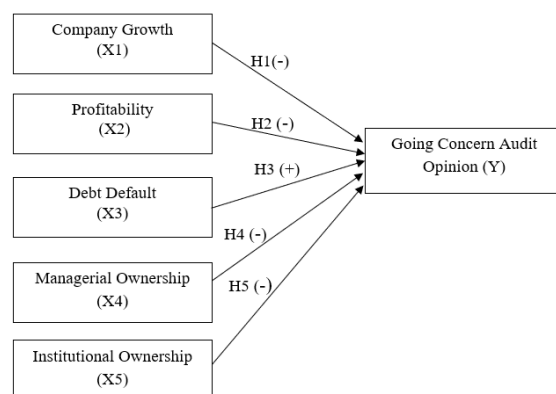 Company Growth
(X1)
H1(-)
Profitability
(X2)
H2 (-)
Going Concern Audit
Opinion (Y)
H3 (+)
Debt Default
(X3)
H4 (-)
Managerial Ownership
(X4)
H5 (-)
Institutional Ownership
(X5)